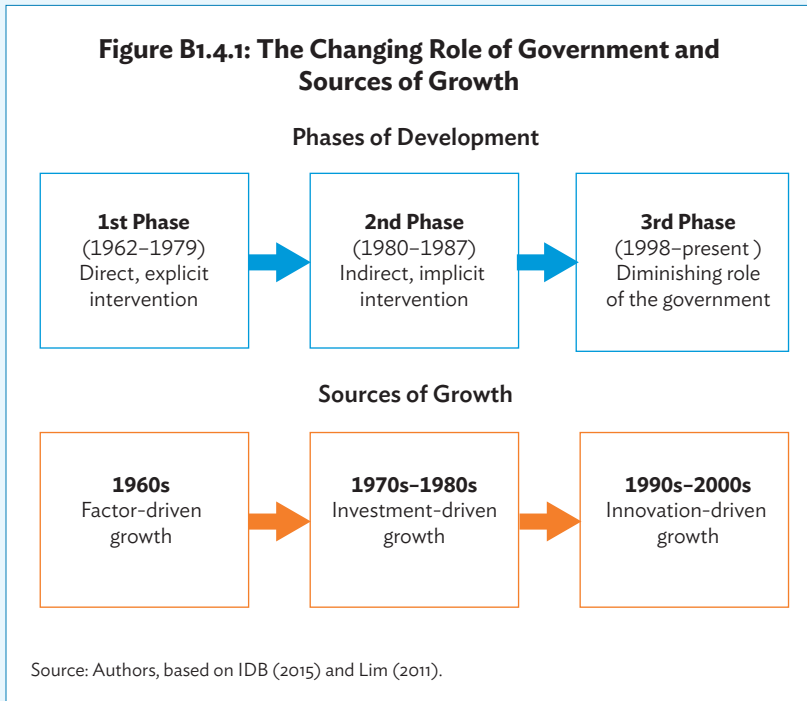 Figure B1.4.1: The Changing Role of Government and
Sources of Growth
Phases of Development
1st Phase
(1962–1979)
Direct, explicit
intervention
2nd Phase
(1980–1987)
Indirect, implicit
intervention
3rd Phase
(1998–present )
Diminishing role
of the government
Sources of Growth
1960s
Factor-driven
growth
1970s–1980s
Investment-driven
growth
1990s–2000s
Innovation-driven
growth
Source: Authors, based on IDB (2015) and Lim (2011).